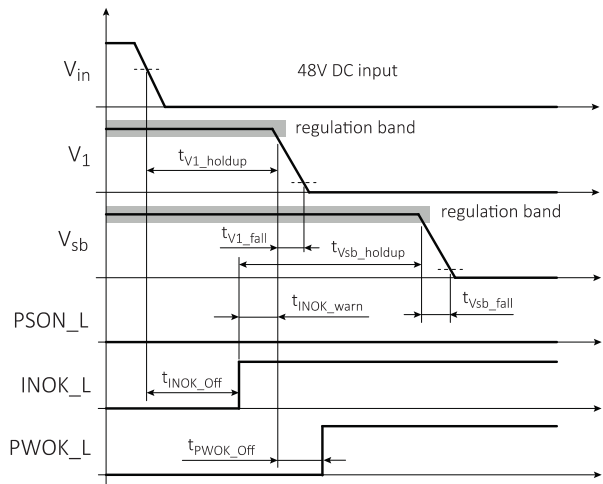 V_in
48V DC input
regulation band
V_1
t_V1_holdup
regulation band
V_sb
t_V1_fall
t_Vsb_holdup
t_INOK_warn
t_Vsb_fall
PSON_L
INOK_L
t_INOK_Off
PWOK_L
t_PWOK_Off